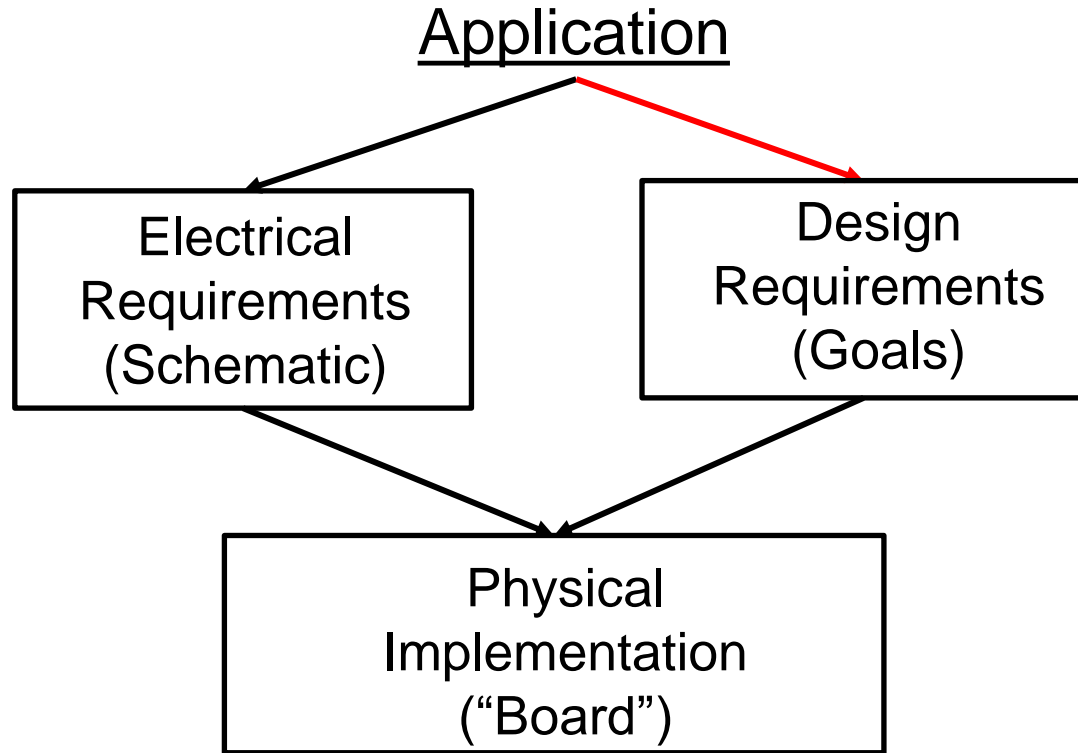 Application
Electrical
Requirements
(Schematic)
Design
Requirements
(Goals)
Physical
Implementation
(“Board”)